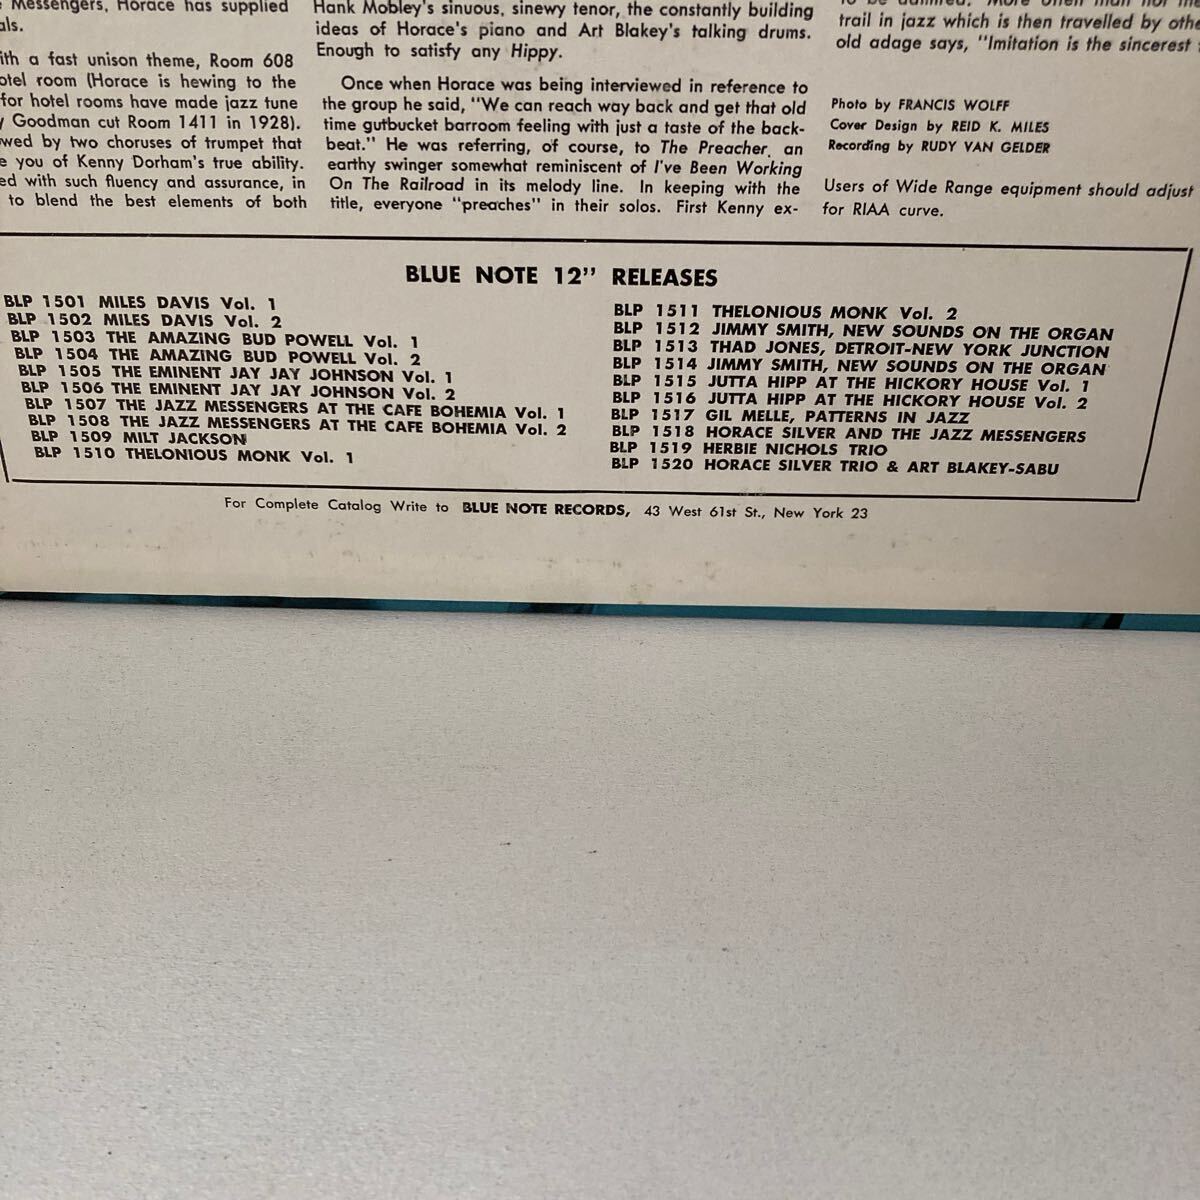 Messengers, Horace has supplied
als.
ith a fast unison theme, Room 608
otel room (Horace is hewing to the
for hotel rooms have made jazz tune
y Goodman cut Room 1411 in 1928).
wed by two choruses of trumpet that
e you of Kenny Dorham's true ability.
ed with such fluency and assurance, in
to blend the best elements of both
Hank Mobley's sinuous, sinewy tenor, the constantly building
ideas of Horace's piano and Art Blakey's talking drums.
Enough to satisfy any Hippy.
Once when Horace was being interviewed in reference to
the group he said, "We can reach way back and get that old
time gutbucket barroom feeling with just a taste of the back-
beat." He was referring, of course, to The Preacher, an
earthy swinger somewhat reminiscent of I've Been Working
On The Railroad in its melody line. In keeping with the
title, everyone "preaches" in their solos. First Kenny ex-
to be admired. More often than not the
trail in jazz which is then travelled by othe
old adage says, "Imitation is the sincerest
Photo by FRANCIS WOLFF
Cover Design by REID K. MILES
Recording by RUDY VAN GELDER
Users of Wide Range equipment should adjust
for RIAA curve.
BLUE NOTE 12" RELEASES
BLP 1501 MILES DAVIS Vol. 1
BLP 1502 MILES DAVIS Vol. 2
BLP 1503 THE AMAZING BUD POWELL Vol. 1
BLP 1504 THE AMAZING BUD POWELL Vol. 2
BLP 1505 THE EMINENT JAY JAY JOHNSON Vol. 1
BLP 1506 THE EMINENT JAY JAY JOHNSON Vol. 2
BLP 1507 THE JAZZ MESSENGERS AT THE CAFE BOHEMIA Vol. 1
BLP 1508 THE JAZZ MESSENGERS AT THE CAFE BOHEMIA Vol. 2
BLP 1509 MILT JACKSON
BLP 1510 THELONIOUS MONK Vol. 1
BLP 1511 THELONIOUS MONK Vol. 2
BLP 1512 JIMMY SMITH, NEW SOUNDS ON THE ORGAN
BLP 1513 THAD JONES, DETROIT-NEW YORK JUNCTION
BLP 1514 JIMMY SMITH, NEW SOUNDS ON THE ORGAN
BLP 1515 JUTTA HIPP AT THE HICKORY HOUSE Vol. 1
BLP 1516 JUTTA HIPP AT THE HICKORY HOUSE Vol. 2
BLP 1517 GIL MELLE, PATTERNS IN JAZZ
BLP 1518 HORACE SILVER AND THE JAZZ MESSENGERS
BLP 1519 HERBIE NICHOLS TRIO
BLP 1520 HORACE SILVER TRIO & ART BLAKEY-SABU
For Complete Catalog Write to BLUE NOTE RECORDS, 43 West 61st St., New York 23